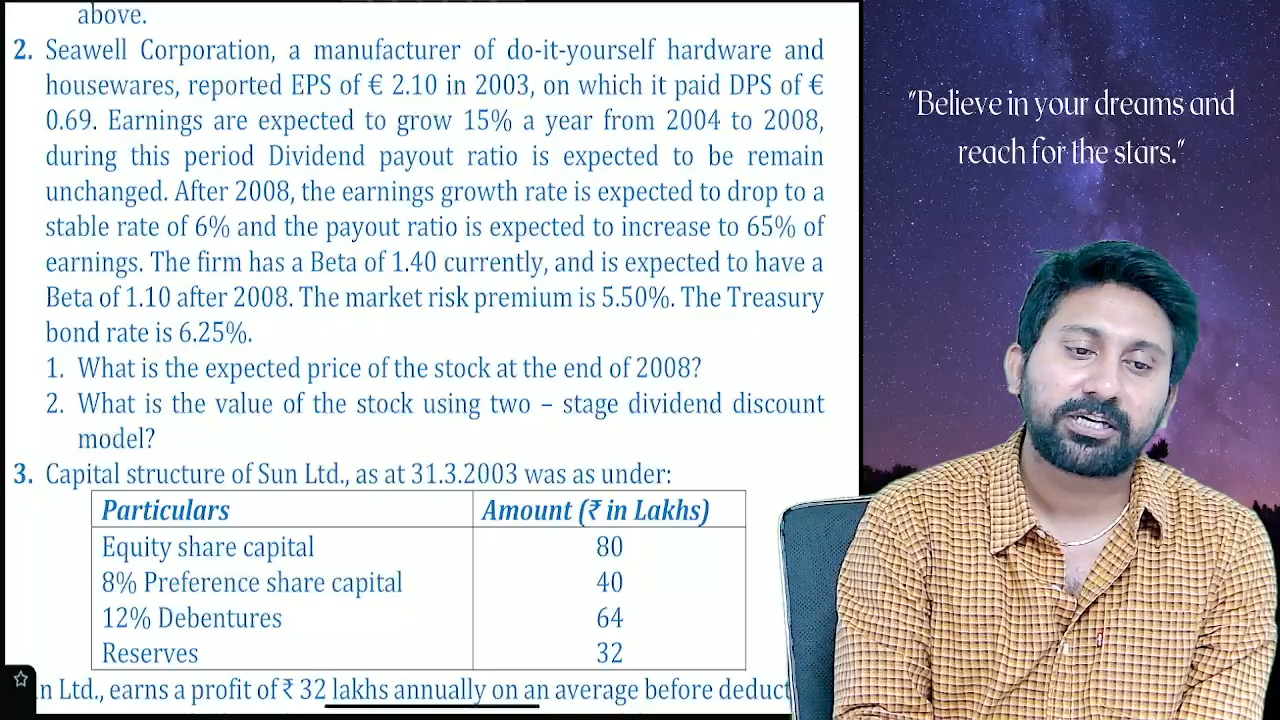 above.
2. Seawell Corporation, a manufacturer of do-it-yourself hardware and
housewares, reported EPS of € 2.10 in 2003, on which it paid DPS of €
0.69. Earnings are expected to grow 15% a year from 2004 to 2008,
during this period Dividend payout ratio is expected to be remain
unchanged. After 2008, the earnings growth rate is expected to drop to a
stable rate of 6% and the payout ratio is expected to increase to 65% of
earnings. The firm has a Beta of 1.40 currently, and is expected to have a
Beta of 1.10 after 2008. The market risk premium is 5.50%. The Treasury
bond rate is 6.25%.
1. What is the expected price of the stock at the end of 2008?
2. What is the value of the stock using two – stage dividend discount
model?
3. Capital structure of Sun Ltd., as at 31.3.2003 was as under:
Particulars Amount (₹ in Lakhs)
Equity share capital 80
8% Preference share capital 40
12% Debentures 64
Reserves 32
n Ltd., earns a profit of ₹ 32 lakhs annually on an average before deduct
"Believe in your dreams and
reach for the stars."